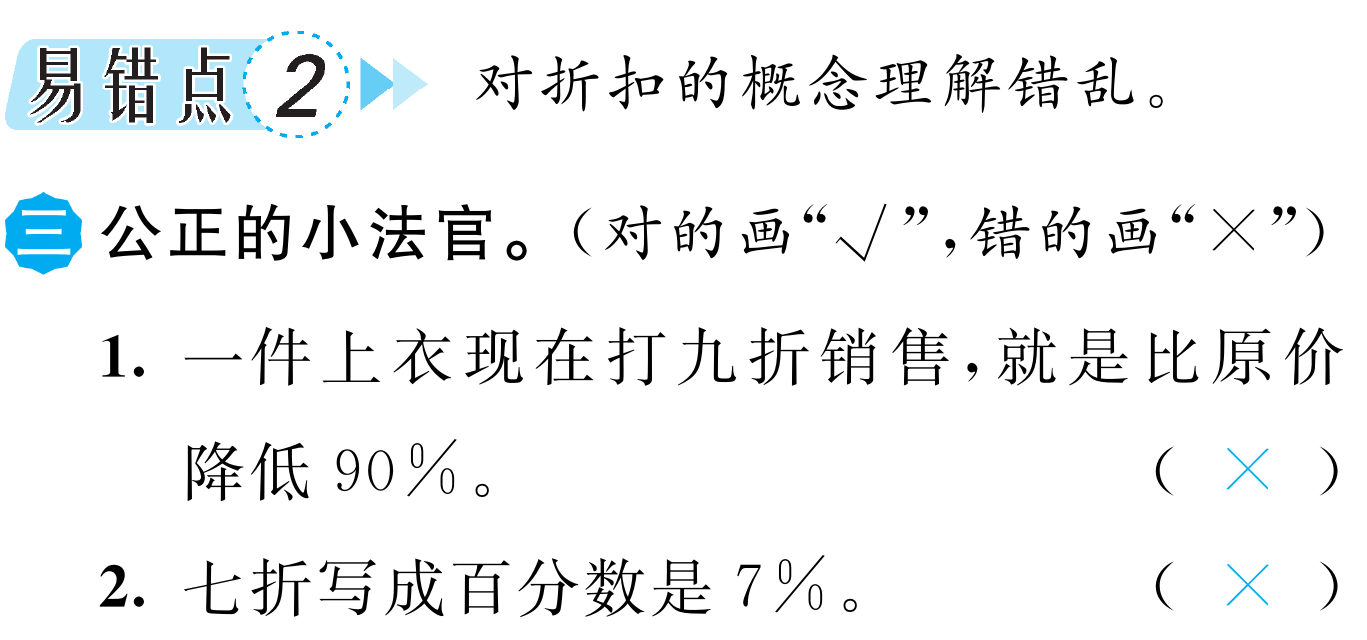 易错点 2 对折扣的概念理解错乱。
三 公正的小法官。(对的画“√”,错的画“×”)
1. 一件上衣现在打九折销售,就是比原价
降低 90%。 ( × )
2. 七折写成百分数是 7%。 ( × )